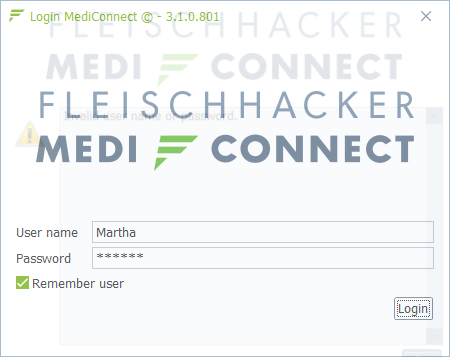 Login MediConnect © - 3.1.0.801
FLEISCHHACKER
MEDI CONNECT
FLEISCHHACKER
Invalid user name or password.
MEDI CONNECT
User name Martha
Password ******
Remember user
Login